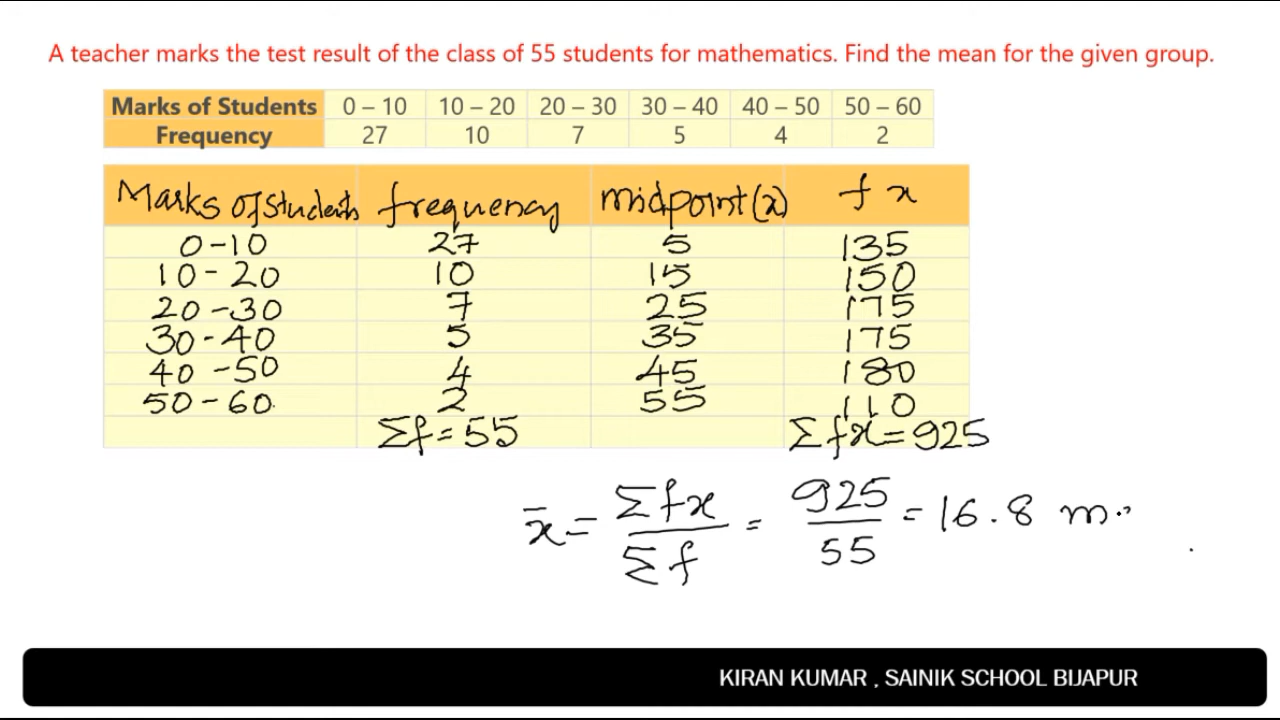 A teacher marks the test result of the class of 55 students for mathematics. Find the mean for the given group.
Marks of Students 0 – 10 10 – 20 20 – 30 30 – 40 40 – 50 50 – 60
Frequency 27 10 7 5 4 2
Marks of Students frequency midpoint(x) f x
0-10 27 5 135
10-20 10 15 150
20-30 7 25 175
30-40 5 35 175
40-50 4 45 180
50-60 2 55 110
Σf=55 Σfx=925
x̄ = Σfx / Σf = 925 / 55 = 16.8 m
KIRAN KUMAR , SAINIK SCHOOL BIJAPUR